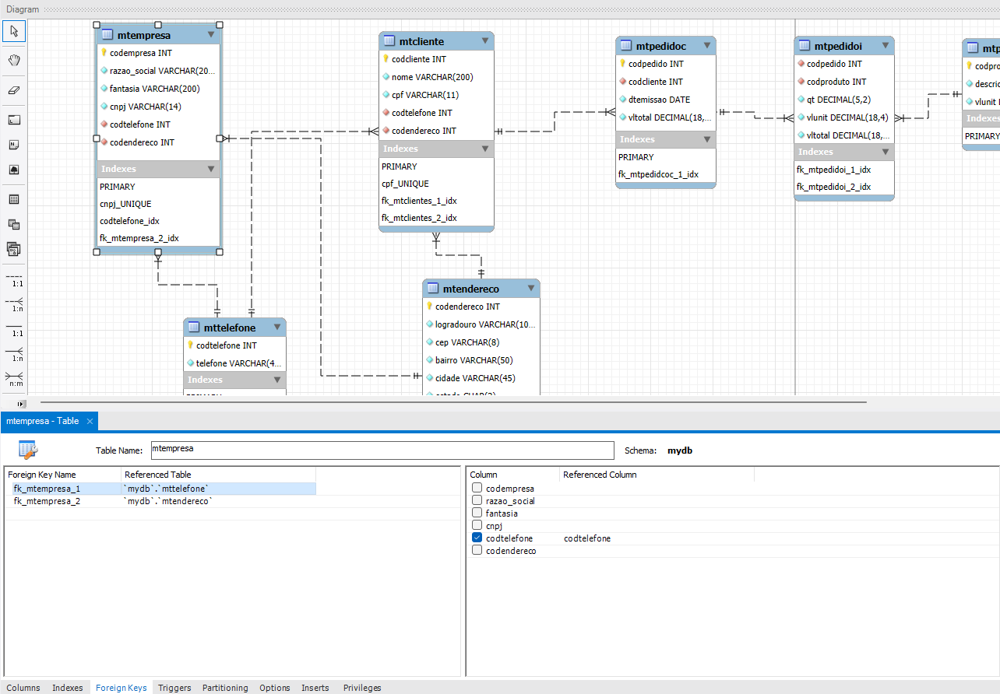 Diagram
mtempresa
codempresa INT
razao_social VARCHAR(20...
fantasia VARCHAR(200)
cnpj VARCHAR(14)
codtelefone INT
codendereco INT
Indexes
PRIMARY
cnpj_UNIQUE
codtelefone_idx
fk_mtempresa_2_idx
mtcliente
codcliente INT
nome VARCHAR(200)
cpf VARCHAR(11)
codtelefone INT
codendereco INT
Indexes
PRIMARY
cpf_UNIQUE
fk_mtclientes_1_idx
fk_mtclientes_2_idx
mtpedidoc
codpedido INT
codcliente INT
dtemissao DATE
vltotal DECIMAL(18,...
Indexes
PRIMARY
fk_mtpedidcoc_1_idx
mtpedidoi
codpedido INT
codproduto INT
qt DECIMAL(5,2)
vlunit DECIMAL(18,4)
vltotal DECIMAL(18,...
Indexes
fk_mtpedidoi_1_idx
fk_mtpedidoi_2_idx
mtp
codpro
descric
vlunit
Indexes
PRIMARY
mttelefone
codtelefone INT
telefone VARCHAR(4...
Indexes
mtendereco
codendereco INT
logradouro VARCHAR(10...
cep VARCHAR(8)
bairro VARCHAR(50)
cidade VARCHAR(45)
1:1
1:n
1:1
1:n
n:m
mtempresa - Table
Table Name: mtempresa Schema: mydb
Foreign Key Name Referenced Table
fk_mtempresa_1 `mydb`.`mttelefone`
fk_mtempresa_2 `mydb`.`mtendereco`
Column Referenced Column
codempresa
razao_social
fantasia
cnpj
codtelefone codtelefone
codendereco
Columns Indexes Foreign Keys Triggers Partitioning Options Inserts Privileges